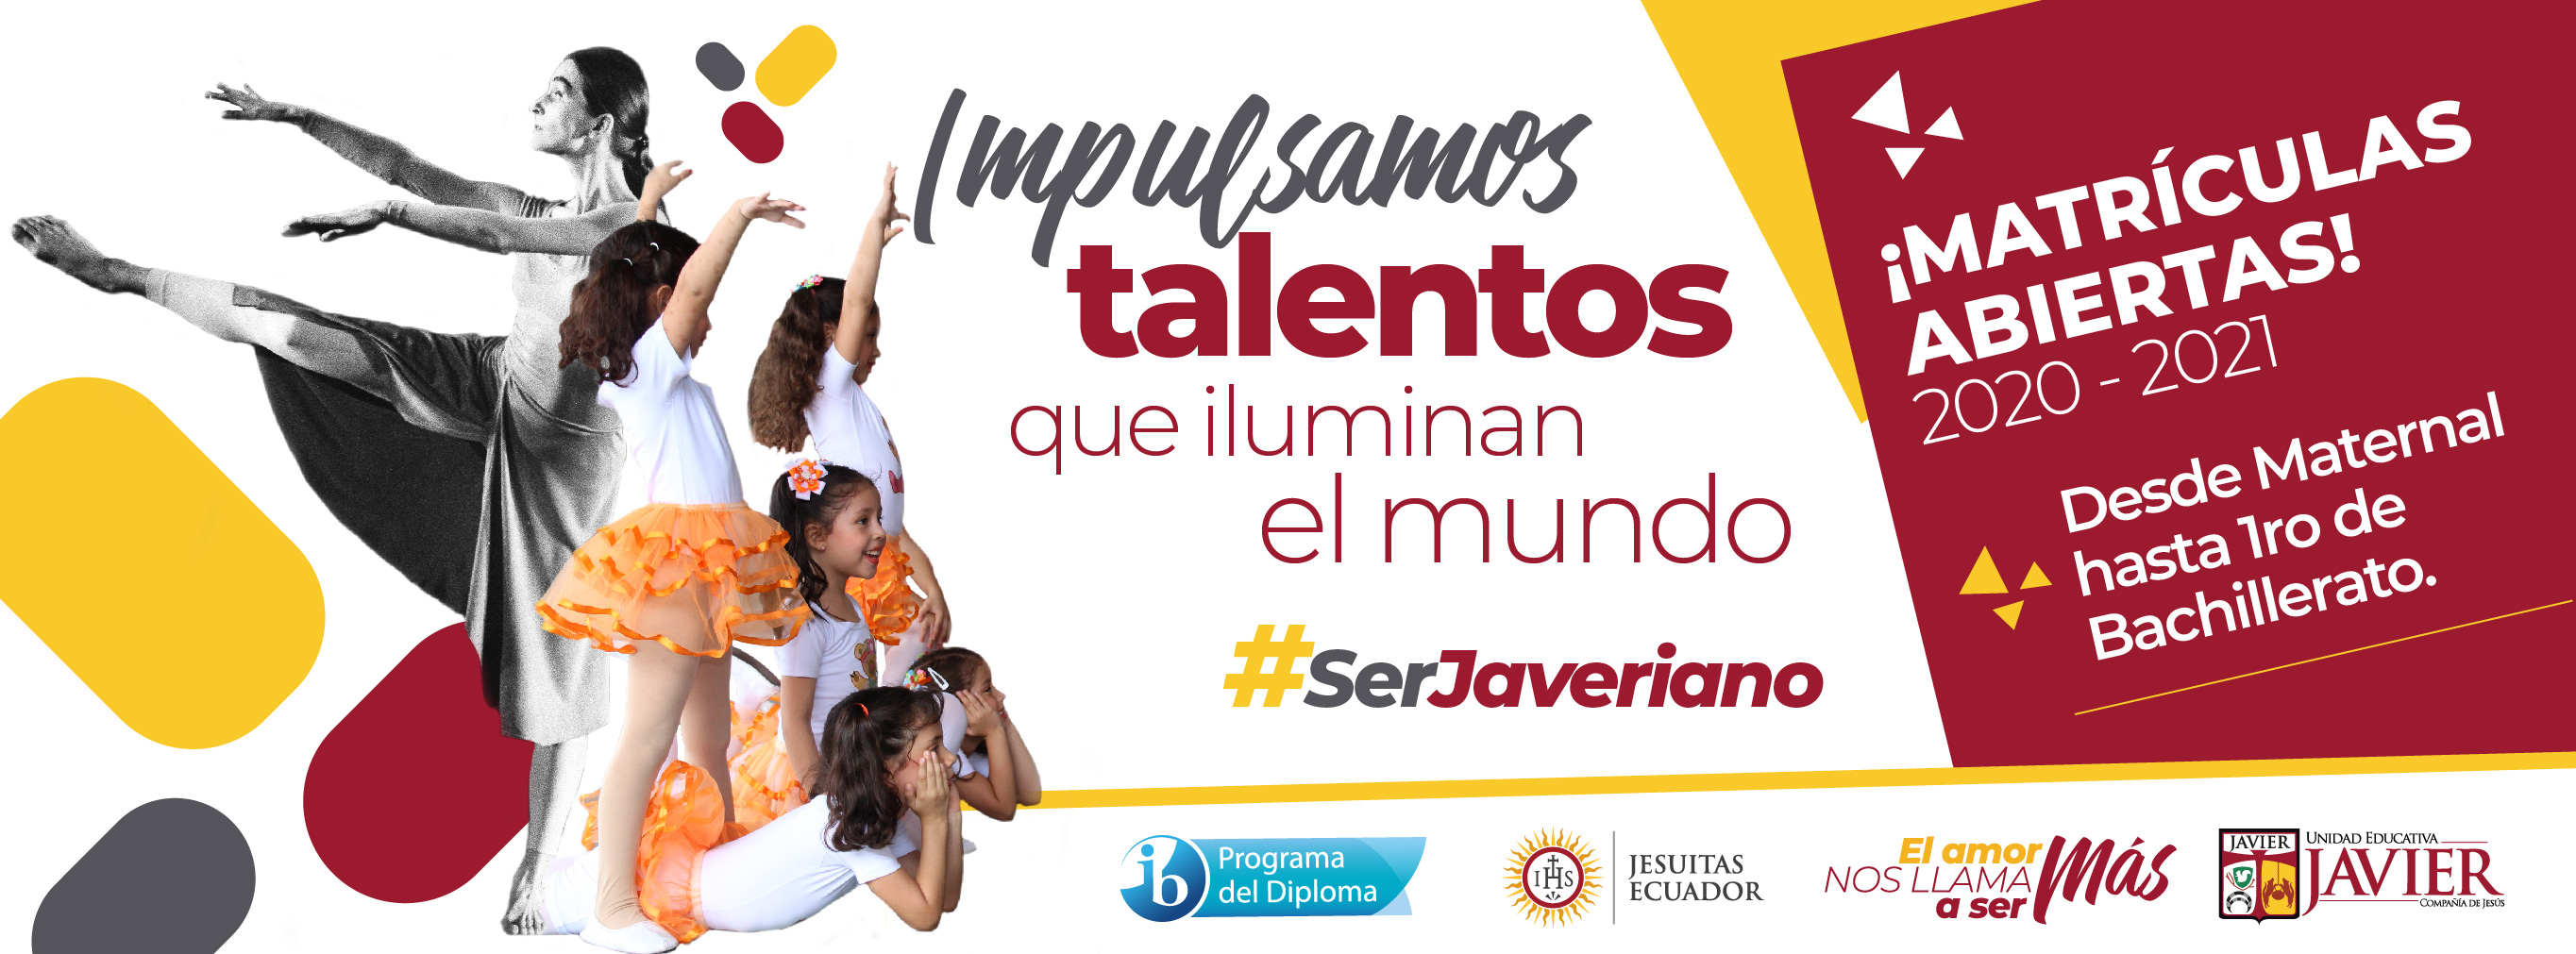 Impulsamos
talentos
que iluminan
el mundo
#SerJaveriano
¡MATRÍCULAS
ABIERTAS!
2020 - 2021
Desde Maternal
hasta 1ro de
Bachillerato.
ib
Programa
del Diploma
IHS
JESUITAS
ECUADOR
El amor
NOS LLAMA
a ser
Más
JAVIER
UNIDAD EDUCATIVA
JAVIER
COMPAÑÍA DE JESÚS